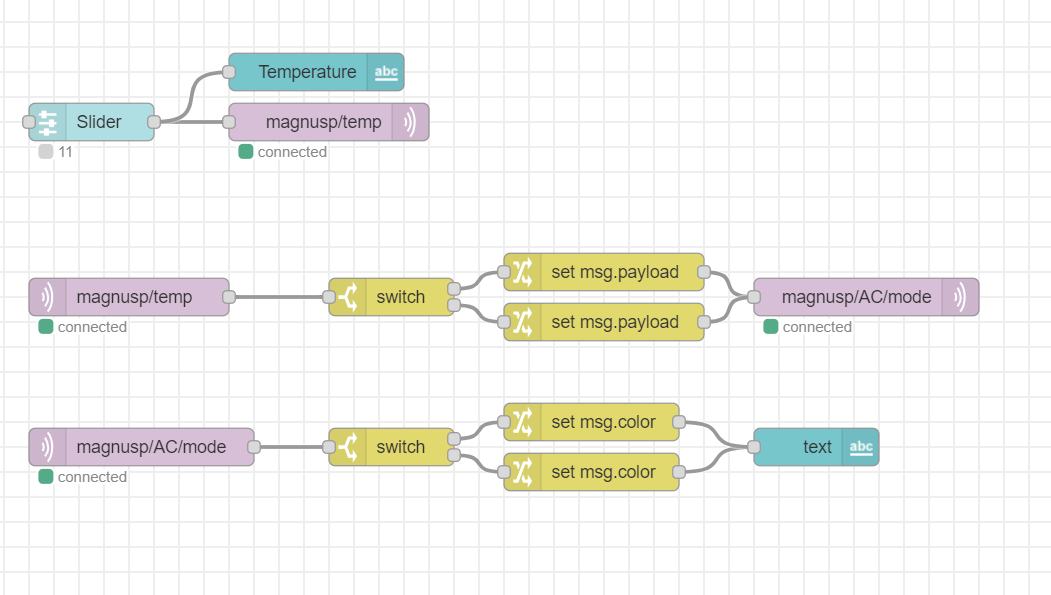 Temperature
abc
Slider
magnusp/temp
11
connected
magnusp/temp
connected
switch
set msg.payload
set msg.payload
magnusp/AC/mode
connected
magnusp/AC/mode
connected
switch
set msg.color
set msg.color
text
abc